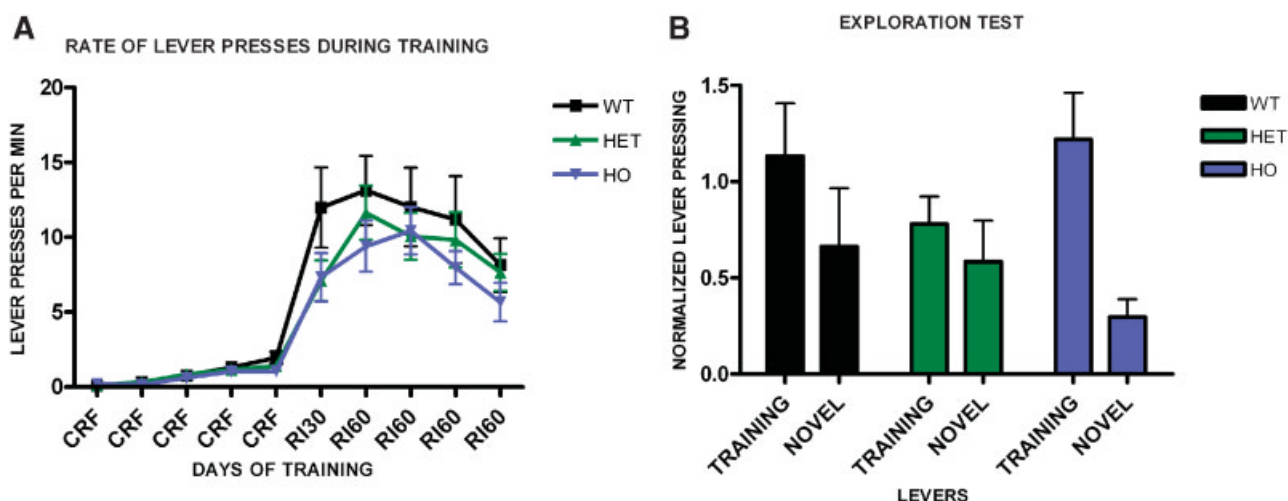 A
RATE OF LEVER PRESSES DURING TRAINING
LEVER PRESSES PER MIN
20
15
10
5
0
CRF
CRF
CRF
CRF
CRF
RI30
RI60
RI60
RI60
RI60
DAYS OF TRAINING
WT
HET
HO
B
EXPLORATION TEST
NORMALIZED LEVER PRESSING
1.5
1.0
0.5
0.0
TRAINING
NOVEL
TRAINING
NOVEL
TRAINING
NOVEL
LEVERS
WT
HET
HO